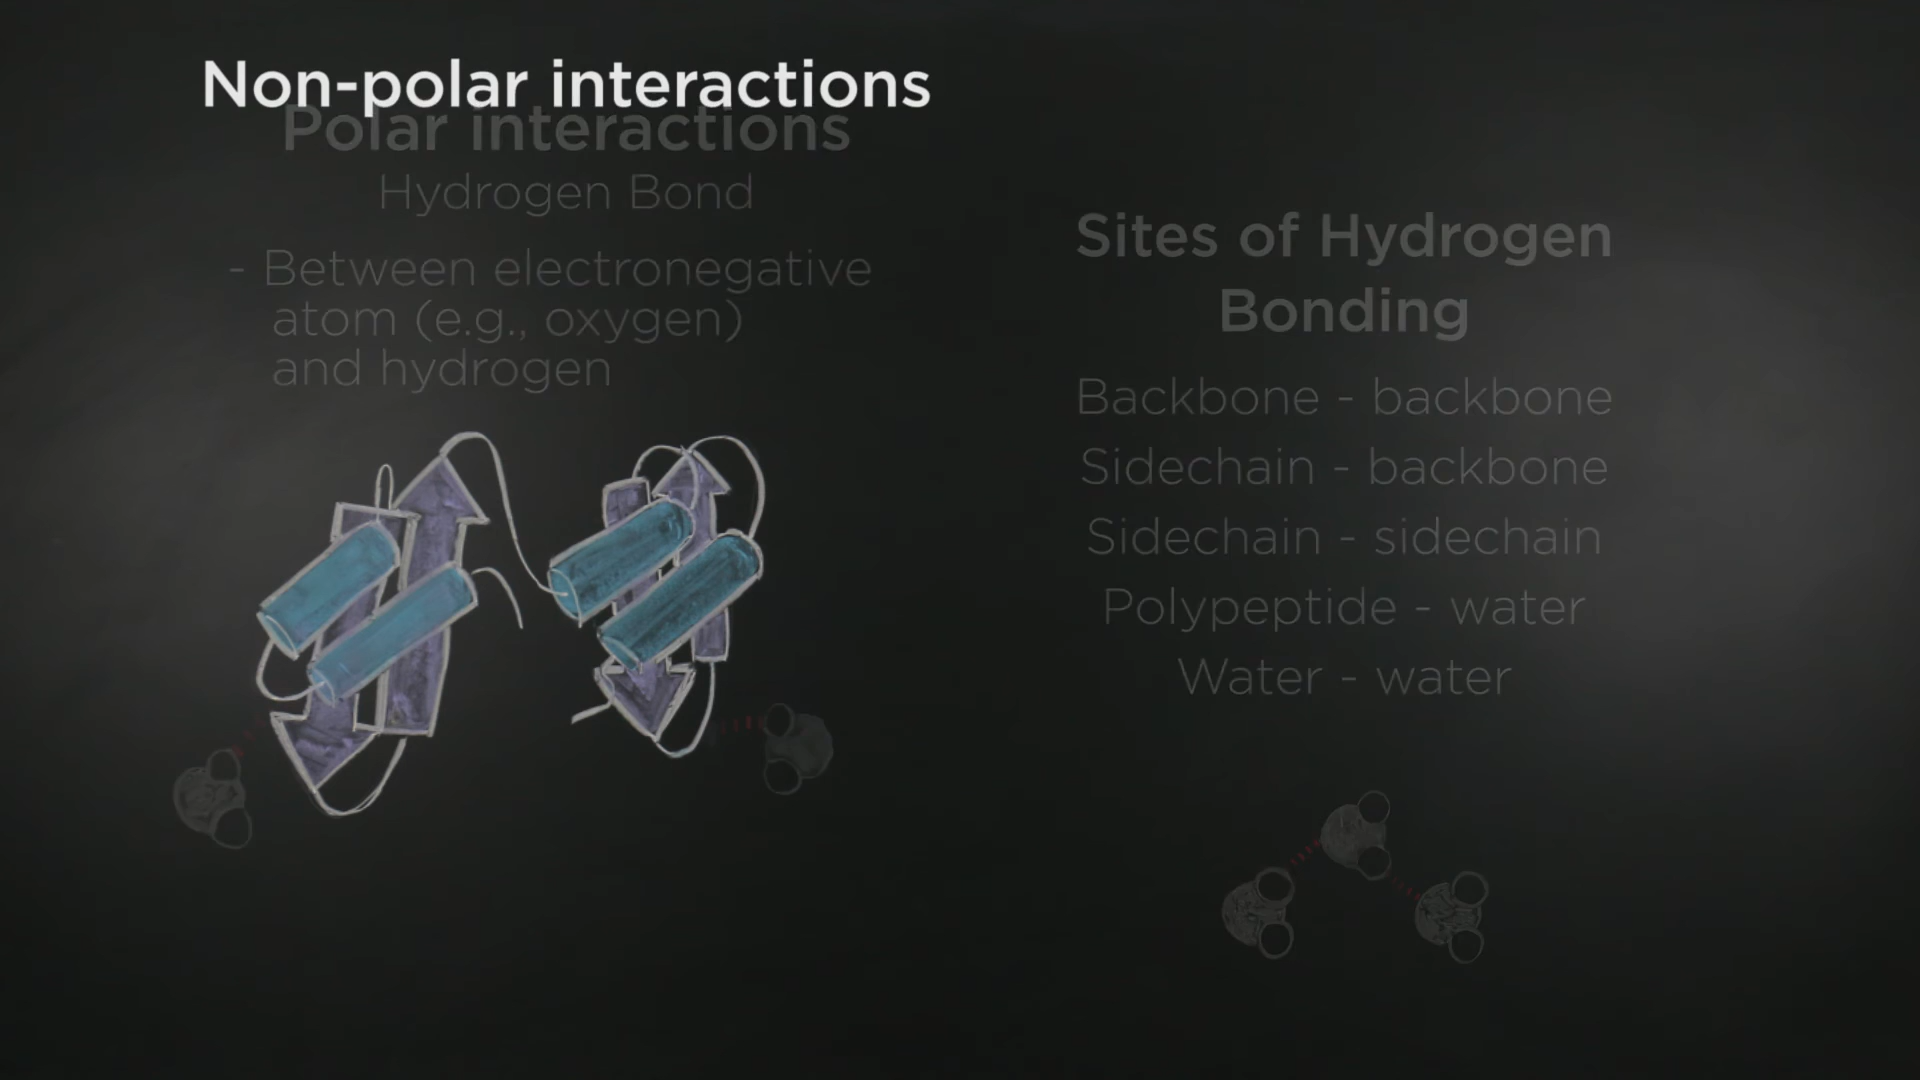 Non-polar interactions
Polar interactions
Hydrogen Bond
- Between electronegative
atom (e.g., oxygen)
and hydrogen
Sites of Hydrogen
Bonding
Backbone - backbone
Sidechain - backbone
Sidechain - sidechain
Polypeptide - water
Water - water